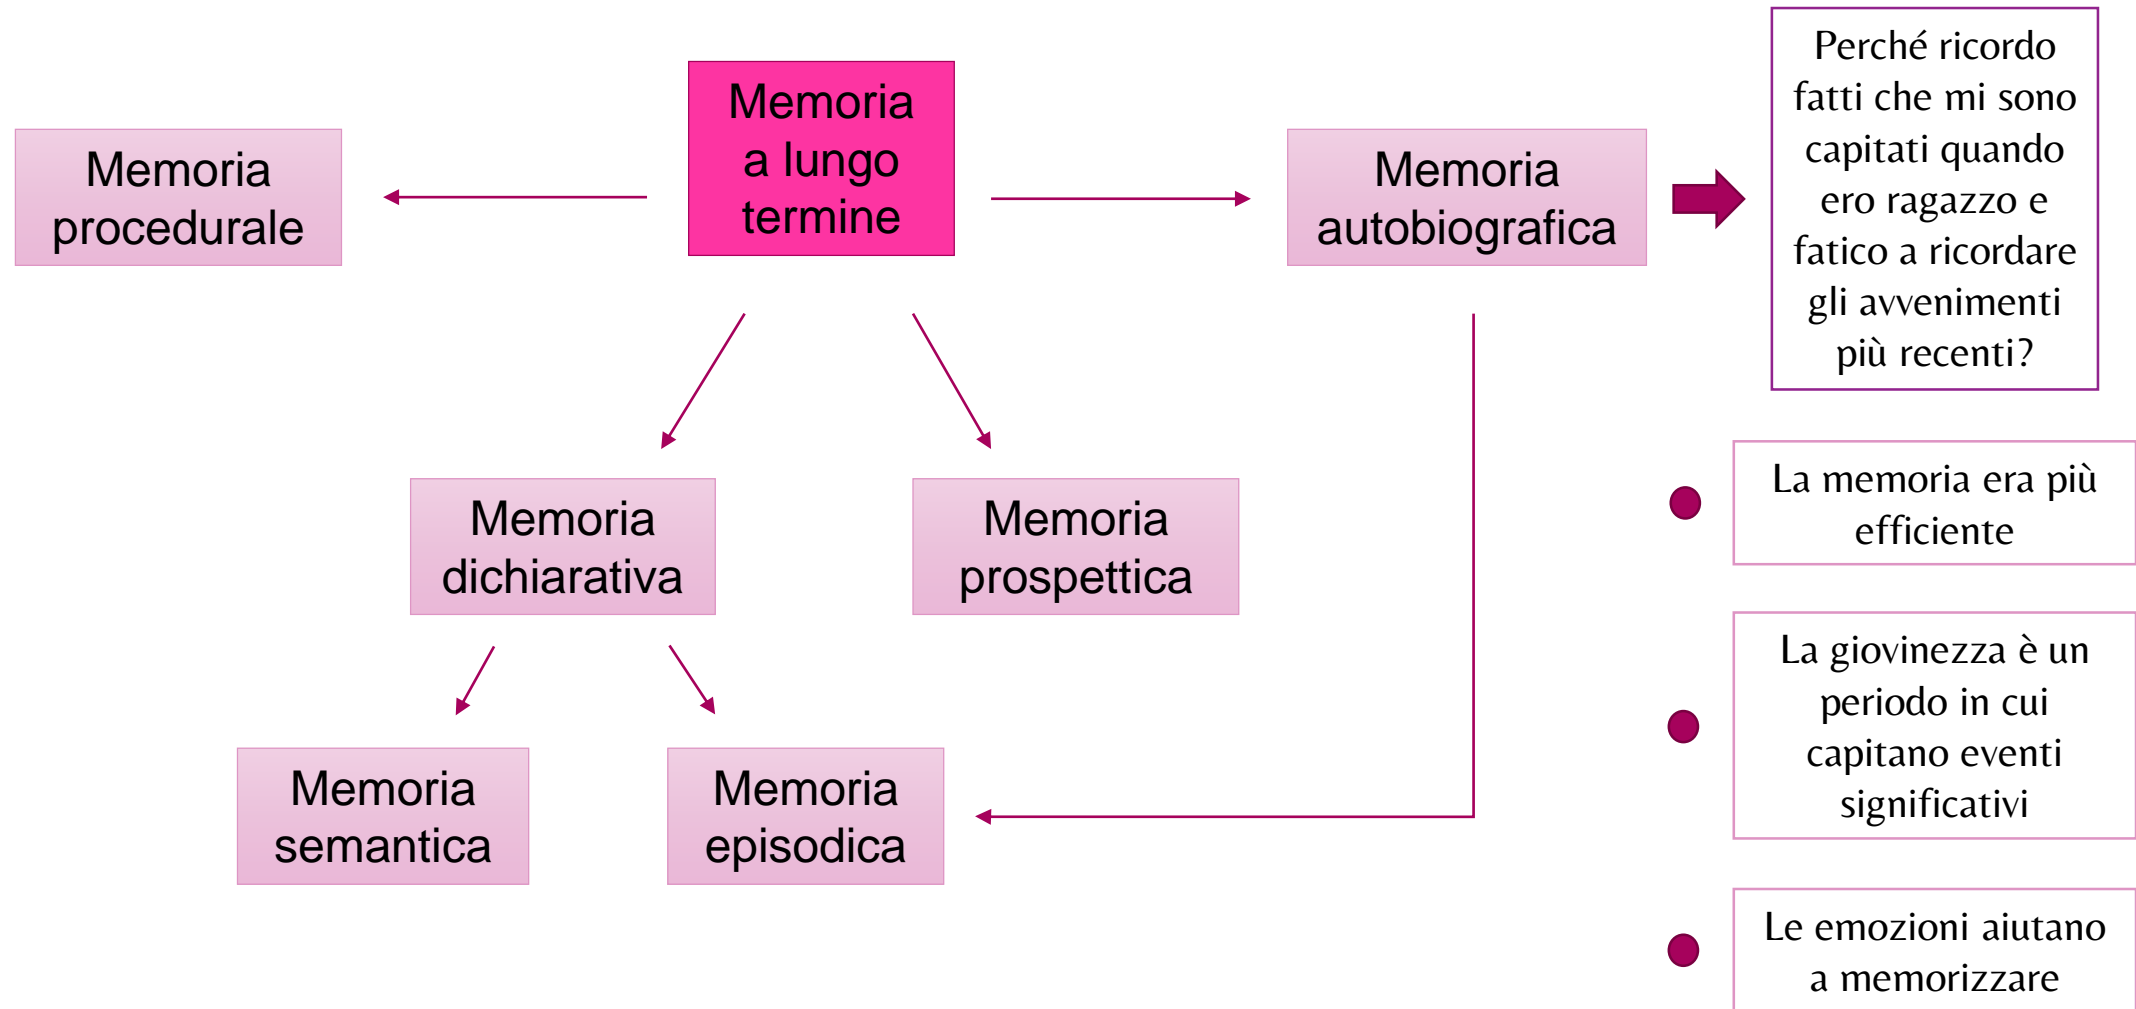 Memoria
procedurale
Memoria
a lungo
termine
Memoria
autobiografica
Perché ricordo
fatti che mi sono
capitati quando
ero ragazzo e
fatico a ricordare
gli avvenimenti
più recenti?
Memoria
dichiarativa
Memoria
prospettica
Memoria
semantica
Memoria
episodica
La memoria era più
efficiente
La giovinezza è un
periodo in cui
capitano eventi
significativi
Le emozioni aiutano
a memorizzare